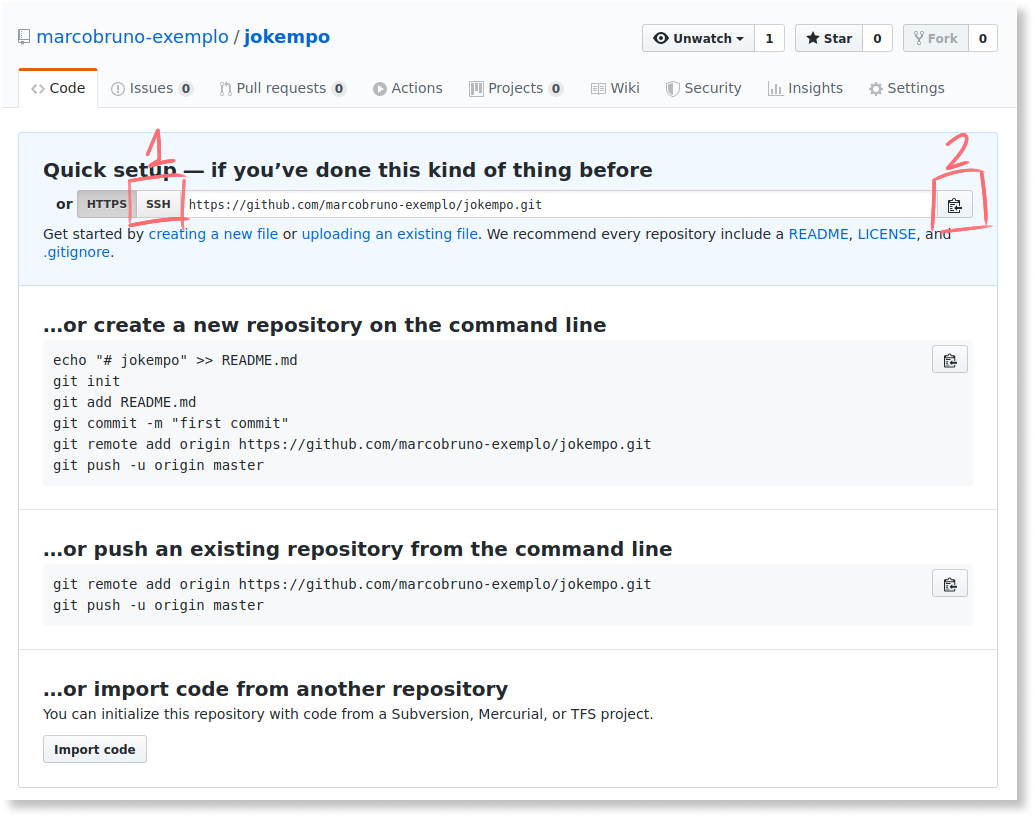 marcobruno-exemplo / jokempo
Unwatch 1 Star 0 Fork 0
Code Issues 0 Pull requests 0 Actions Projects 0 Wiki Security Insights Settings
1 2
Quick setup — if you’ve done this kind of thing before
or HTTPS SSH https://github.com/marcobruno-exemplo/jokempo.git
Get started by creating a new file or uploading an existing file. We recommend every repository include a README, LICENSE, and
.gitignore.
…or create a new repository on the command line
echo "# jokempo" >> README.md
git init
git add README.md
git commit -m "first commit"
git remote add origin https://github.com/marcobruno-exemplo/jokempo.git
git push -u origin master
…or push an existing repository from the command line
git remote add origin https://github.com/marcobruno-exemplo/jokempo.git
git push -u origin master
…or import code from another repository
You can initialize this repository with code from a Subversion, Mercurial, or TFS project.
Import code